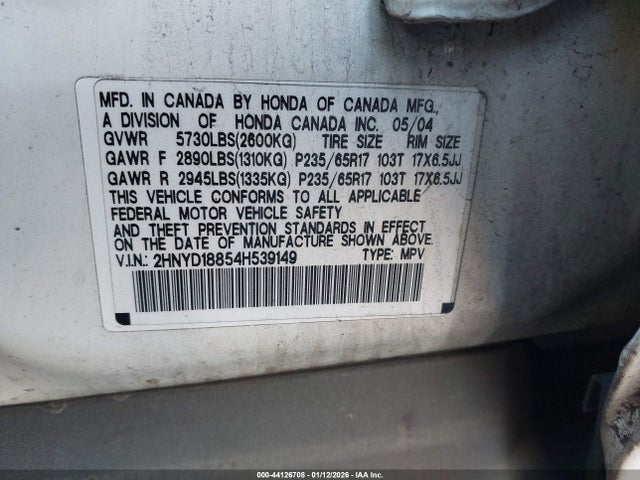 MFD. IN CANADA BY HONDA OF CANADA MFG.,
A DIVISION OF HONDA CANADA INC. 05/04
GVWR 5730LBS(2600KG) TIRE SIZE RIM SIZE
GAWR F 2890LBS(1310KG) P235/65R17 103T 17X6.5JJ
GAWR R 2945LBS(1335KG) P235/65R17 103T 17X6.5JJ
THIS VEHICLE CONFORMS TO ALL APPLICABLE
FEDERAL MOTOR VEHICLE SAFETY
AND THEFT PREVENTION STANDARDS IN EFFECT
ON THE DATE OF MANUFACTURE SHOWN ABOVE.
V.I.N.: 2HNYD18854H539149 TYPE: MPV
000-44126708 - 01/12/2026 - IAA Inc.